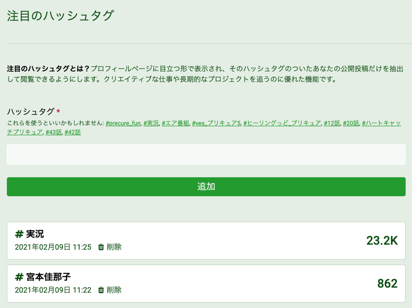 注目のハッシュタグ
注目のハッシュタグとは？プロフィールページに目立つ形で表示され、そのハッシュタグのついたあなたの公開投稿だけを抽出
して閲覧できるようにします。クリエイティブな仕事や長期的なプロジェクトを追うのに優れた機能です。
ハッシュタグ *
これらを使うといいかもしれません: #precure_fun, #実況, #エア番組, #yes_プリキュア5, #ヒーリングっど_プリキュア, #12話, #20話, #ハートキャッ
チプリキュア, #43話, #42話
追加
# 実況
2021年02月09日 11:25 削除
23.2K
# 宮本佳那子
2021年02月09日 11:22 削除
862